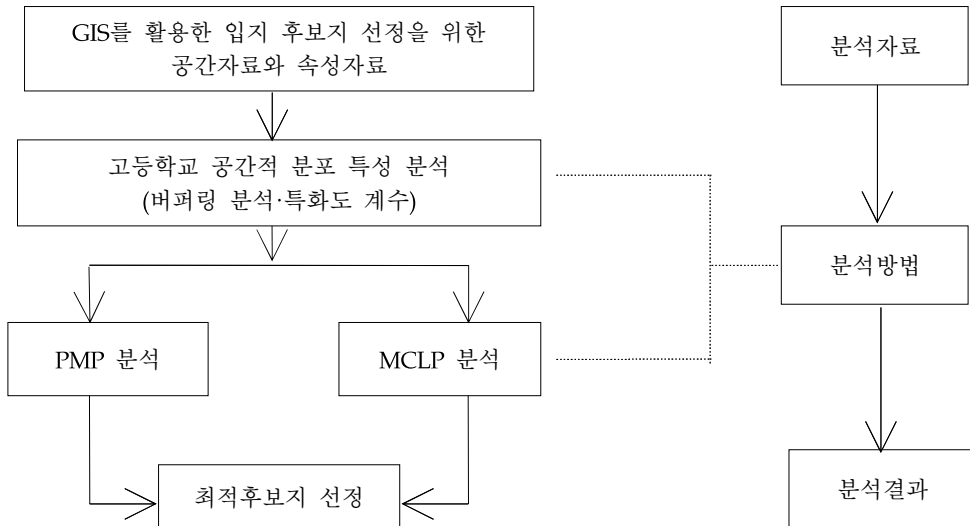 GIS를 활용한 입지 후보지 선정을 위한
공간자료와 속성자료
분석자료
고등학교 공간적 분포 특성 분석
(버퍼링 분석·특화도 계수)
분석방법
PMP 분석
MCLP 분석
최적후보지 선정
분석결과